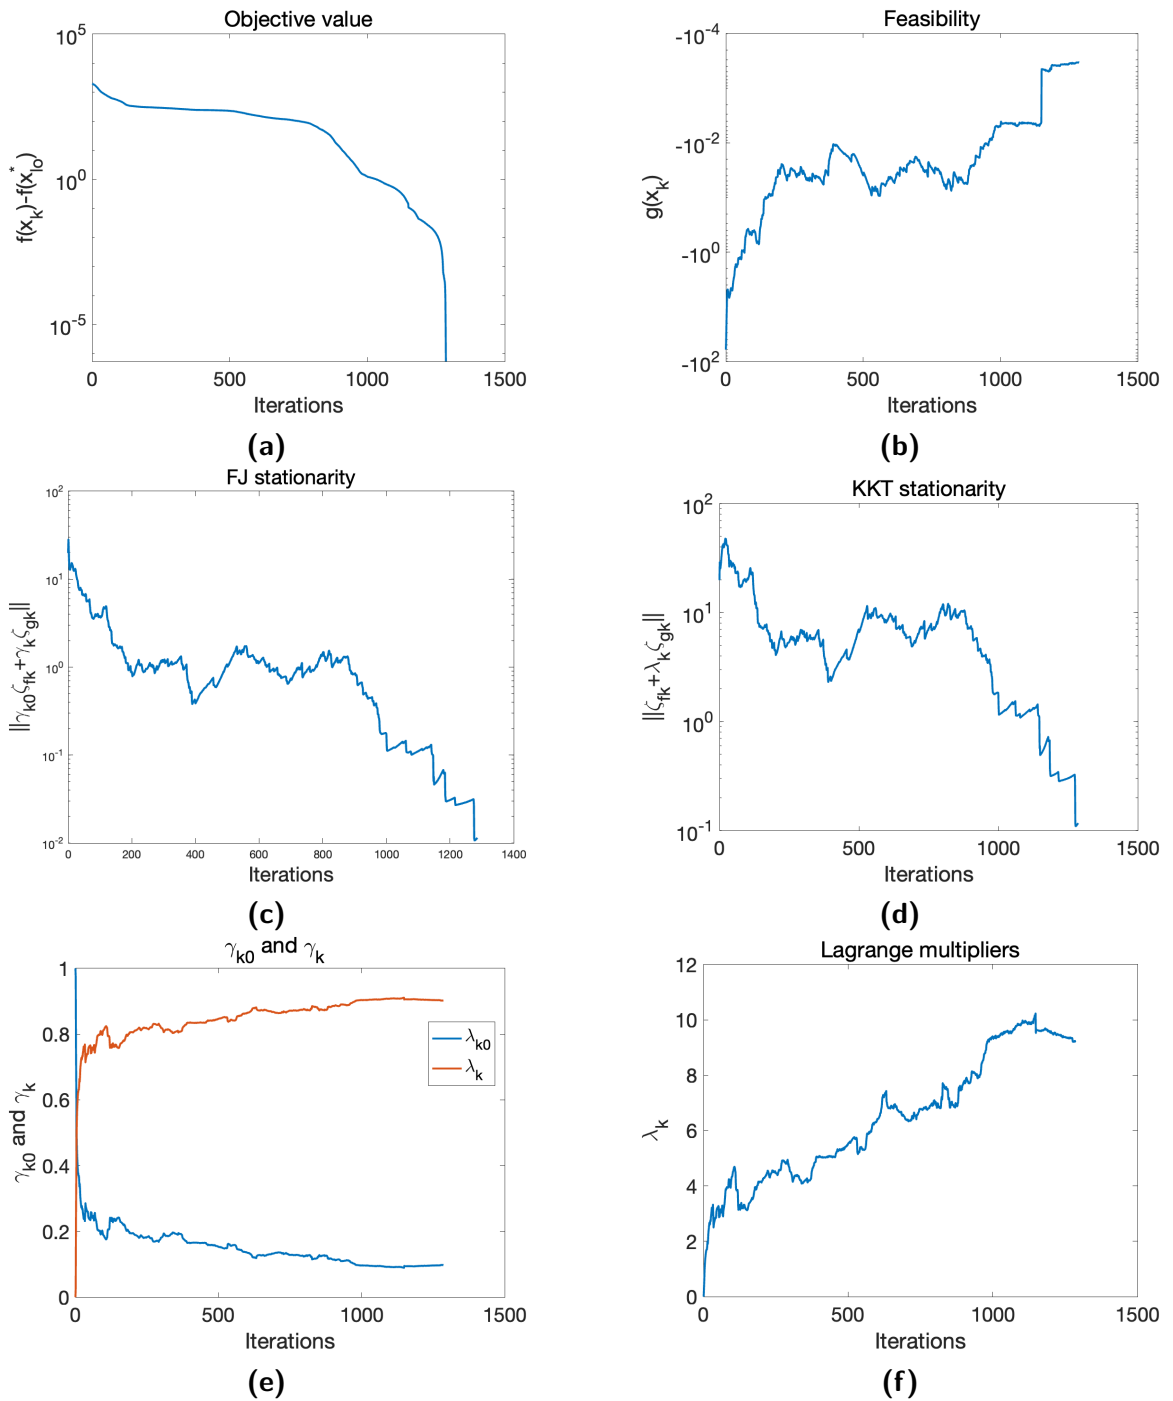 Objective value
10^5
10^0
10^-5
f(x_k)-f(x*_lo)
0 500 1000 1500
Iterations
(a)
Feasibility
-10^-4
-10^-2
-10^0
-10^2
g(x_k)
0 500 1000 1500
Iterations
(b)
FJ stationarity
10^2
10^1
10^0
10^-1
10^-2
||γ_k0ζ_fk+γ_kζ_gk||
0 200 400 600 800 1000 1200 1400
Iterations
(c)
KKT stationarity
10^2
10^1
10^0
10^-1
||ζ_fk+λ_kζ_gk||
0 500 1000 1500
Iterations
(d)
γ_k0 and γ_k
1
0.8
0.6
0.4
0.2
0
γ_k0 and γ_k
λ_k0
λ_k
0 500 1000 1500
Iterations
(e)
Lagrange multipliers
12
10
8
6
4
2
0
λ_k
0 500 1000 1500
Iterations
(f)